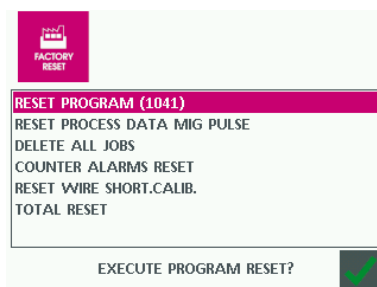 FACTORY
RESET
RESET PROGRAM (1041)
RESET PROCESS DATA MIG PULSE
DELETE ALL JOBS
COUNTER ALARMS RESET
RESET WIRE SHORT.CALIB.
TOTAL RESET
EXECUTE PROGRAM RESET?